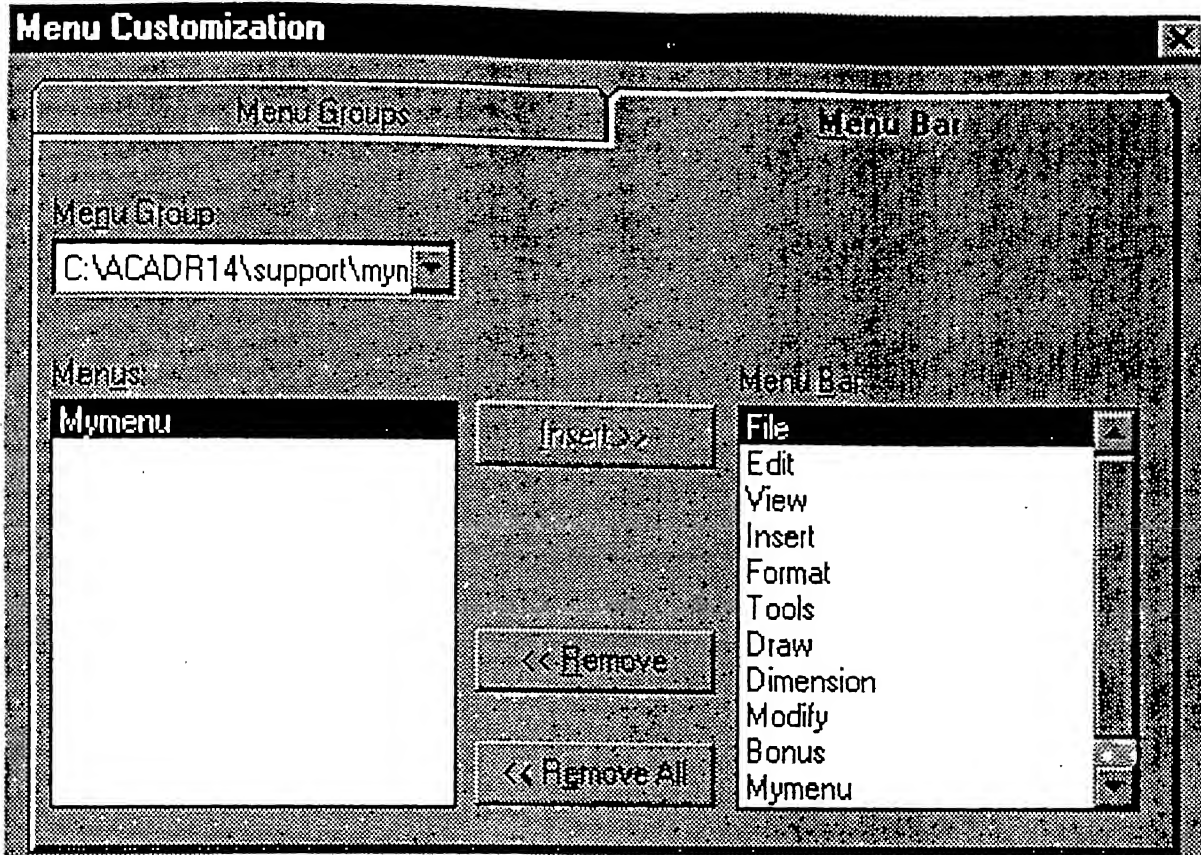 Menu Customization
Menu Groups
Menu Bar
Menu Group
C:\ACADR14\support\myn
Menus:
Mymenu
Insert>>
<< Remove
<< Remove All
Menu Bar
File
Edit
View
Insert
Format
Tools
Draw
Dimension
Modify
Bonus
Mymenu